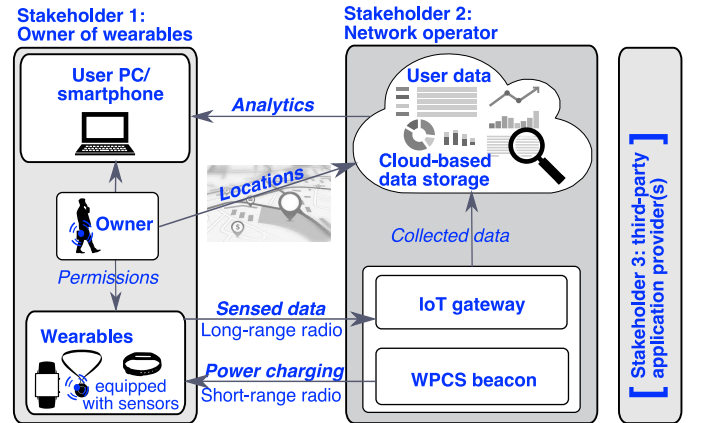 Stakeholder 1:
Owner of wearables
User PC/
smartphone
Owner
Permissions
Wearables
equipped
with sensors
Analytics
Locations
Sensed data
Long-range radio
Power charging
Short-range radio
Stakeholder 2:
Network operator
User data
Cloud-based
data storage
Collected data
IoT gateway
WPCS beacon
[ Stakeholder 3: third-party
application provider(s) ]